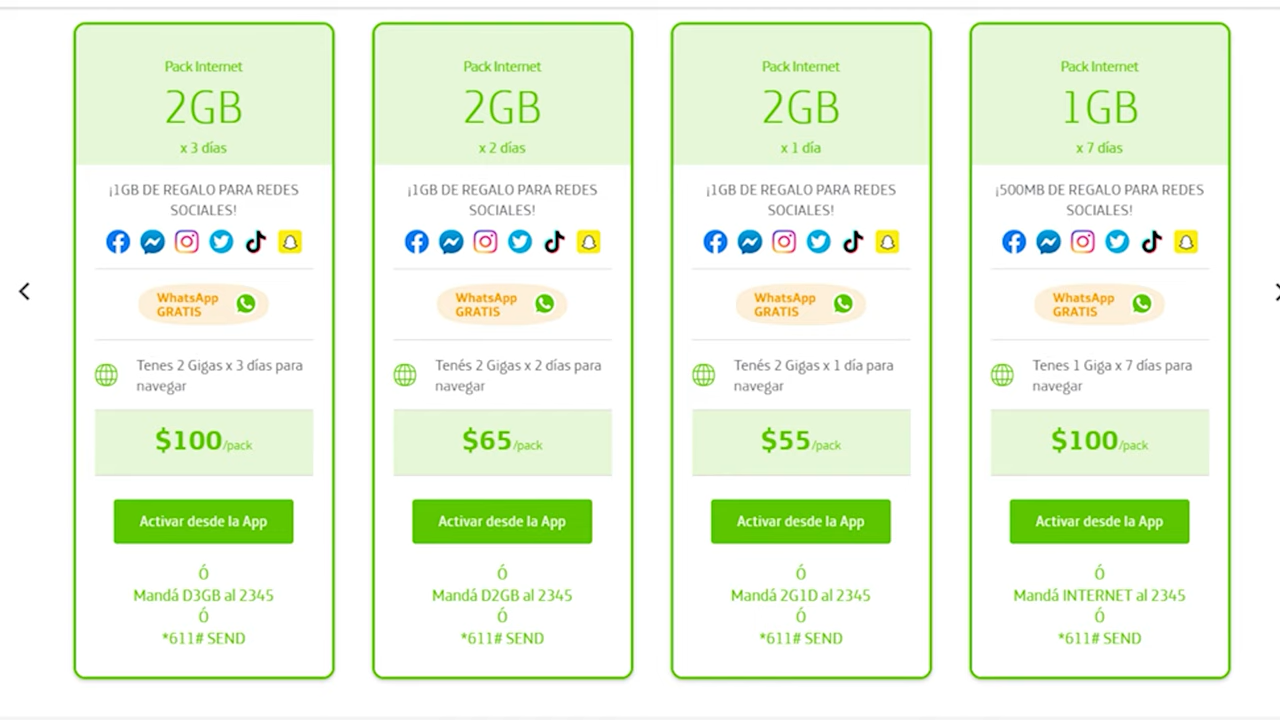 Pack Internet
2GB
x 3 días
¡1GB DE REGALO PARA REDES
SOCIALES!
WhatsApp
GRATIS
Tenes 2 Gigas x 3 días para
navegar
$100/pack
Activar desde la App
Ó
Mandá D3GB al 2345
Ó
*611# SEND
Pack Internet
2GB
x 2 días
¡1GB DE REGALO PARA REDES
SOCIALES!
WhatsApp
GRATIS
Tenés 2 Gigas x 2 días para
navegar
$65/pack
Activar desde la App
Ó
Mandá D2GB al 2345
Ó
*611# SEND
Pack Internet
2GB
x 1 día
¡1GB DE REGALO PARA REDES
SOCIALES!
WhatsApp
GRATIS
Tenés 2 Gigas x 1 día para
navegar
$55/pack
Activar desde la App
Ó
Mandá 2G1D al 2345
Ó
*611# SEND
Pack Internet
1GB
x 7 días
¡500MB DE REGALO PARA REDES
SOCIALES!
WhatsApp
GRATIS
Tenes 1 Giga x 7 días para
navegar
$100/pack
Activar desde la App
Ó
Mandá INTERNET al 2345
Ó
*611# SEND